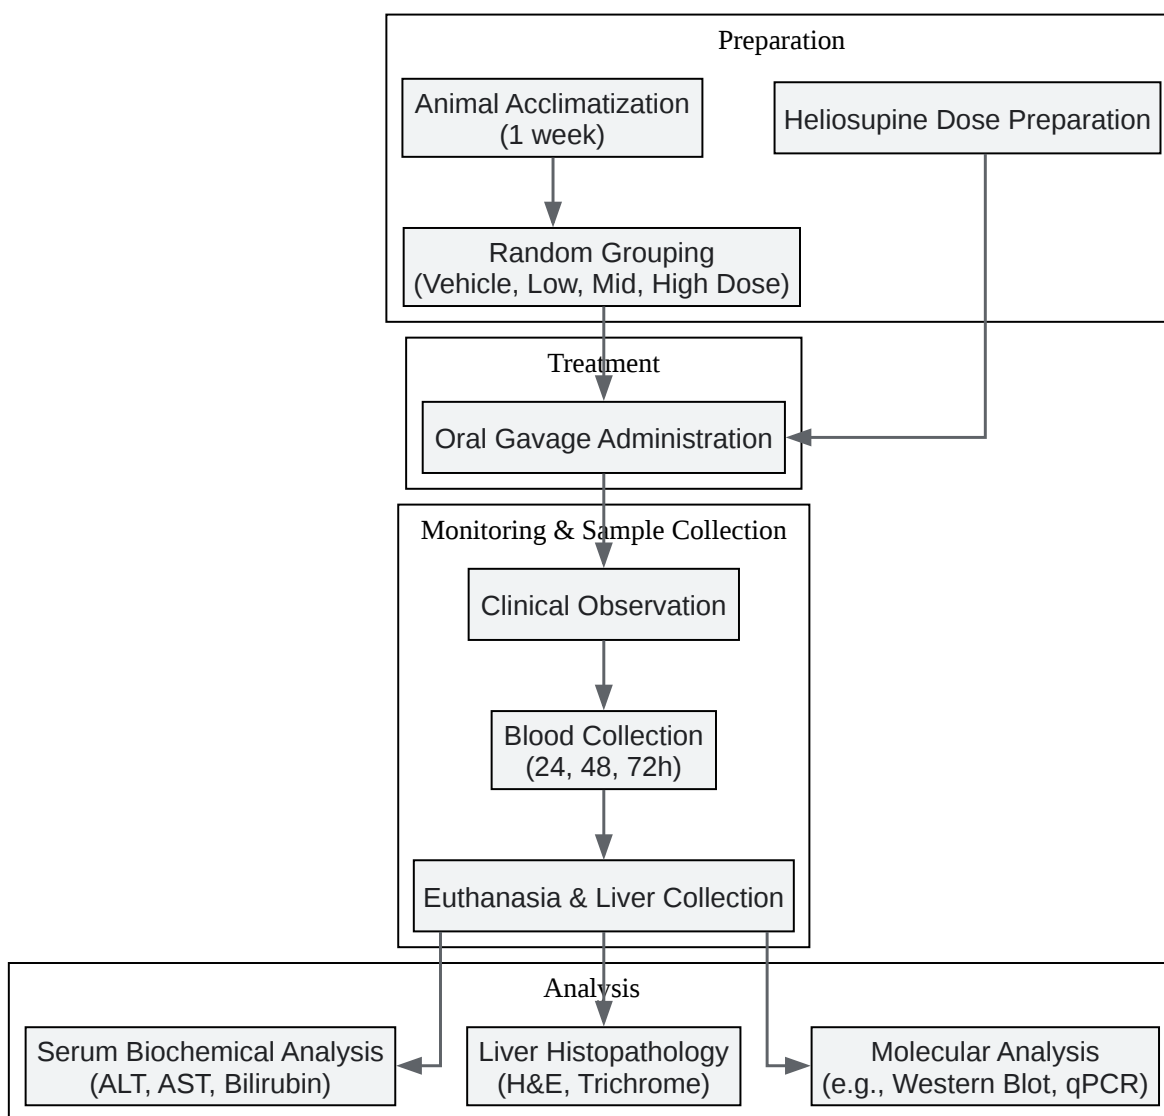 Preparation
Animal Acclimatization
(1 week)
Heliosupine Dose Preparation
Random Grouping
(Vehicle, Low, Mid, High Dose)
Treatment
Oral Gavage Administration
Monitoring & Sample Collection
Clinical Observation
Blood Collection
(24, 48, 72h)
Euthanasia & Liver Collection
Analysis
Serum Biochemical Analysis
(ALT, AST, Bilirubin)
Liver Histopathology
(H&E, Trichrome)
Molecular Analysis
(e.g., Western Blot, qPCR)